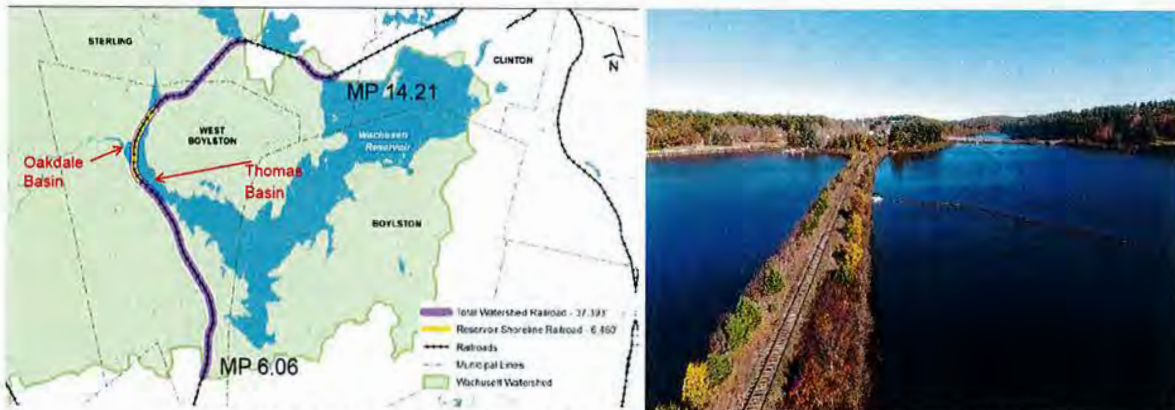 STERLING
CLINTON
N
MP 14.21
WEST
BOYLSTON
Wachusett
Reservoir
Oakdale
Basin
Thomas
Basin
BOYLSTON
Total Watershed Railroad - 37,393'
Reservoir Shoreline Railroad - 6,460'
Railroads
Municipal Lines
Wachusett Watershed
MP 6.06